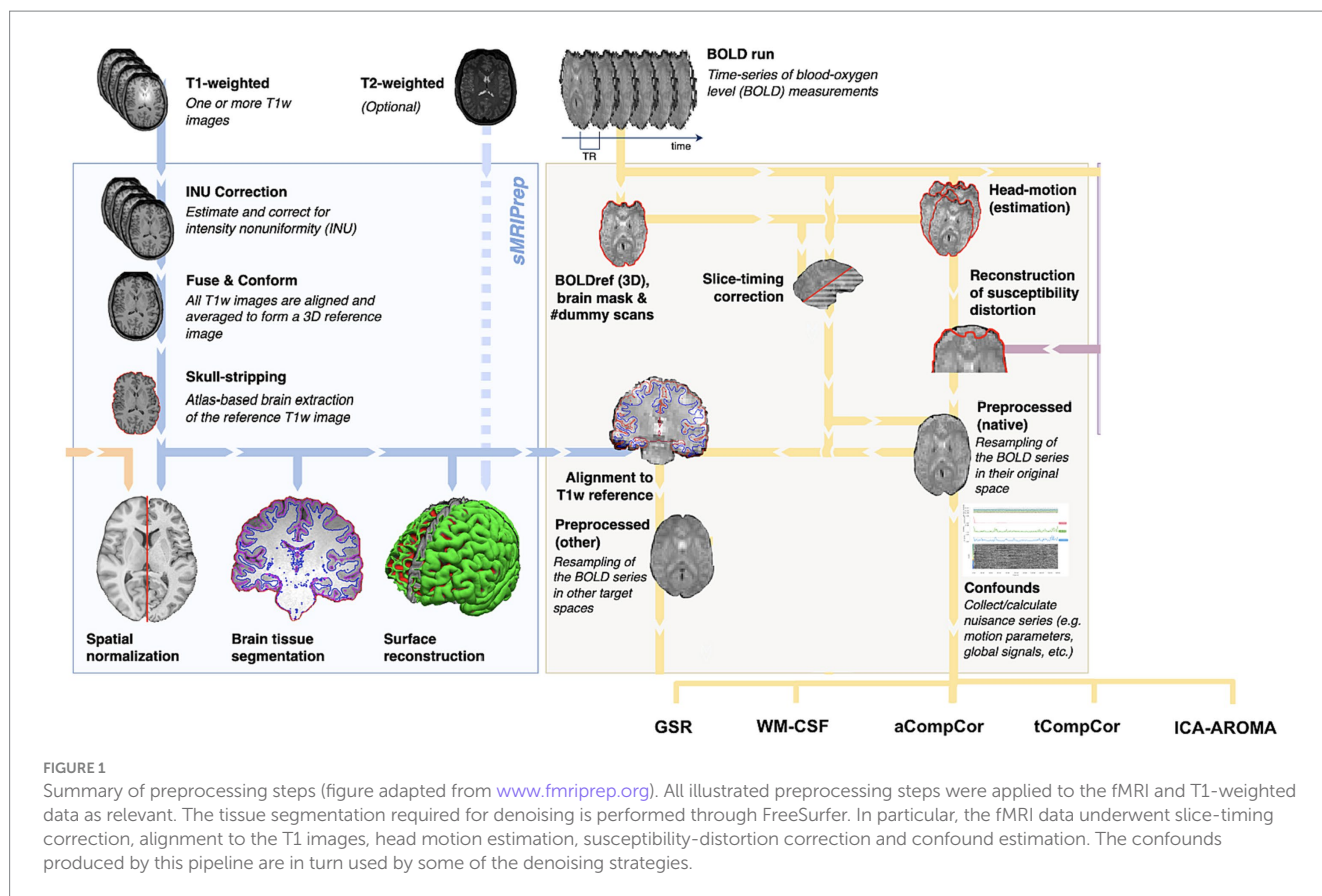 T1-weighted
One or more T1w
images
T2-weighted
(Optional)
BOLD run
Time-series of blood-oxygen
level (BOLD) measurements
TR
time
sMRIPrep
INU Correction
Estimate and correct for
intensity nonuniformity (INU)
Fuse & Conform
All T1w images are aligned and
averaged to form a 3D reference
image
Skull-stripping
Atlas-based brain extraction
of the reference T1w image
Spatial
normalization
Brain tissue
segmentation
Surface
reconstruction
BOLDref (3D),
brain mask &
#dummy scans
Slice-timing
correction
Head-motion
(estimation)
Reconstruction
of susceptibility
distortion
Alignment to
T1w reference
Preprocessed
(other)
Resampling of
the BOLD series
in other target
spaces
Preprocessed
(native)
Resampling of
the BOLD series
in their original
space
Confounds
Collect/calculate
nuisance series (e.g.
motion parameters,
global signals, etc.)
GSR
WM-CSF
aCompCor
tCompCor
ICA-AROMA
FIGURE 1
Summary of preprocessing steps (figure adapted from www.fmriprep.org). All illustrated preprocessing steps were applied to the fMRI and T1-weighted
data as relevant. The tissue segmentation required for denoising is performed through FreeSurfer. In particular, the fMRI data underwent slice-timing
correction, alignment to the T1 images, head motion estimation, susceptibility-distortion correction and confound estimation. The confounds
produced by this pipeline are in turn used by some of the denoising strategies.